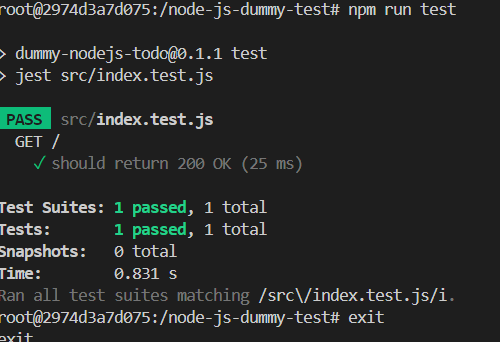 root@2974d3a7d075:/node-js-dummy-test# npm run test
> dummy-nodejs-todo@0.1.1 test
> jest src/index.test.js
PASS src/index.test.js
GET /
✓ should return 200 OK (25 ms)
Test Suites: 1 passed, 1 total
Tests: 1 passed, 1 total
Snapshots: 0 total
Time: 0.831 s
Ran all test suites matching /src\/index.test.js/i.
root@2974d3a7d075:/node-js-dummy-test# exit
exit